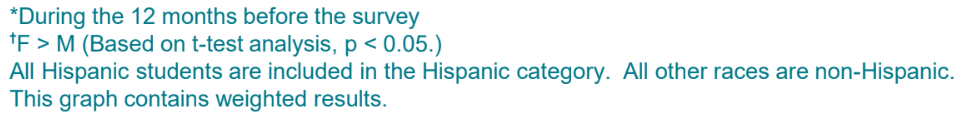 *During the 12 months before the survey
†F > M (Based on t-test analysis, p < 0.05.)
All Hispanic students are included in the Hispanic category.  All other races are non-Hispanic.
This graph contains weighted results.